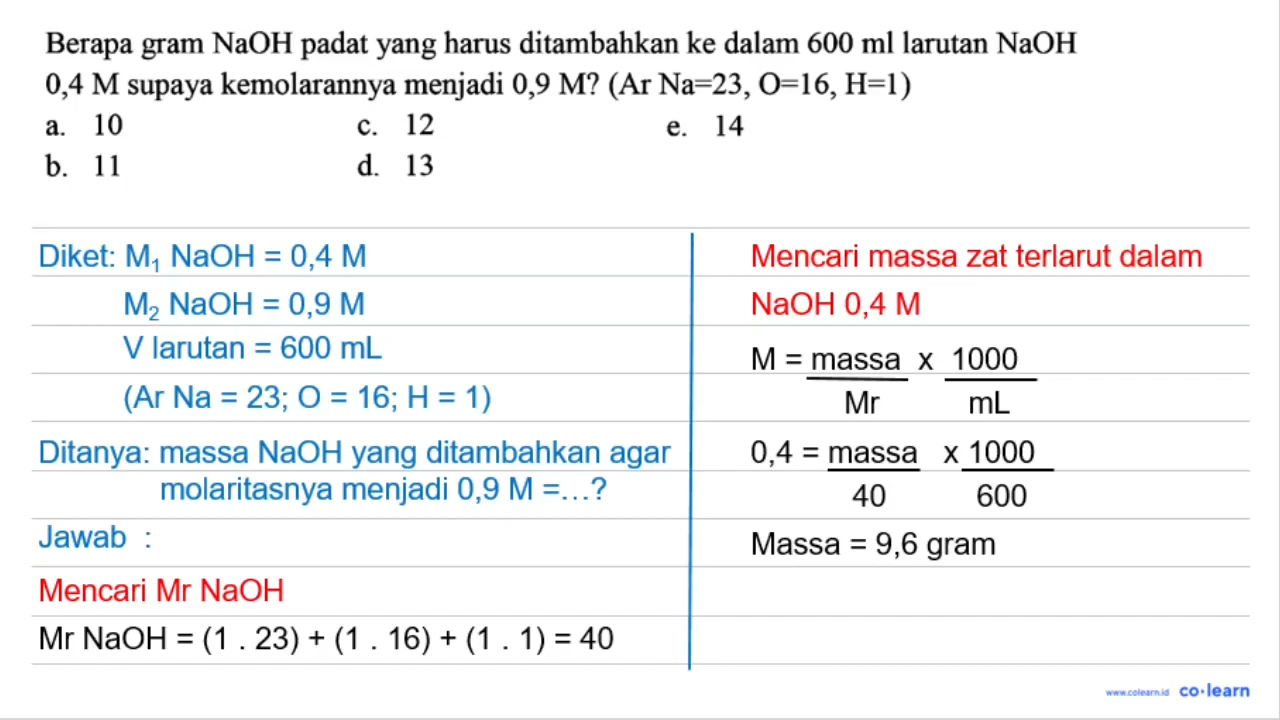 Berapa gram NaOH padat yang harus ditambahkan ke dalam 600 ml larutan NaOH
0,4 M supaya kemolarannya menjadi 0,9 M? (Ar Na=23, O=16, H=1)
a. 10 c. 12 e. 14
b. 11 d. 13
Diket: M₁ NaOH = 0,4 M
M₂ NaOH = 0,9 M
V larutan = 600 mL
(Ar Na = 23; O = 16; H = 1)
Ditanya: massa NaOH yang ditambahkan agar
molaritasnya menjadi 0,9 M =...?
Jawab :
Mencari Mr NaOH
Mr NaOH = (1 . 23) + (1 . 16) + (1 . 1) = 40
Mencari massa zat terlarut dalam
NaOH 0,4 M
M = massa x 1000
Mr mL
0,4 = massa x 1000
40 600
Massa = 9,6 gram
www.colearn.id co·learn